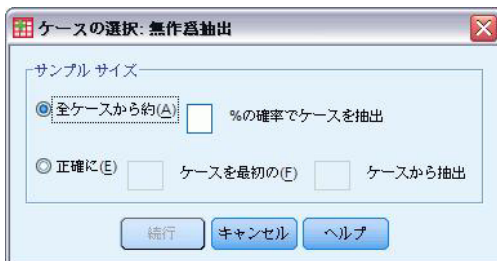 ケースの選択: 無作爲抽出
サンプル サイズ
全ケースから約(A) %の確率でケースを抽出
正確に(E) ケースを最初の(F) ケースから抽出
続行 キャンセル ヘルプ